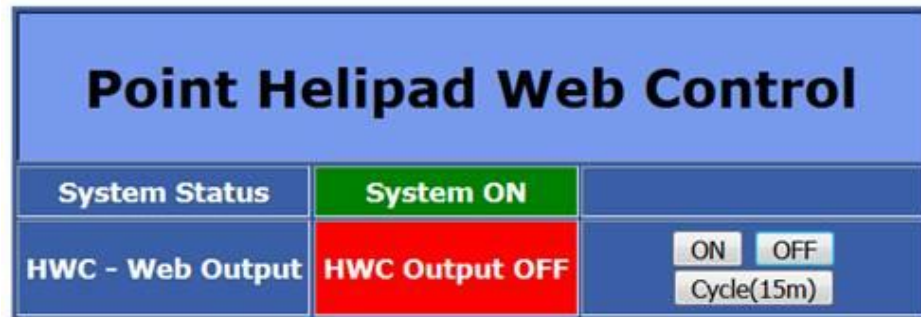 Point Helipad Web Control
System Status System ON
HWC - Web Output HWC Output OFF ON OFF
Cycle(15m)